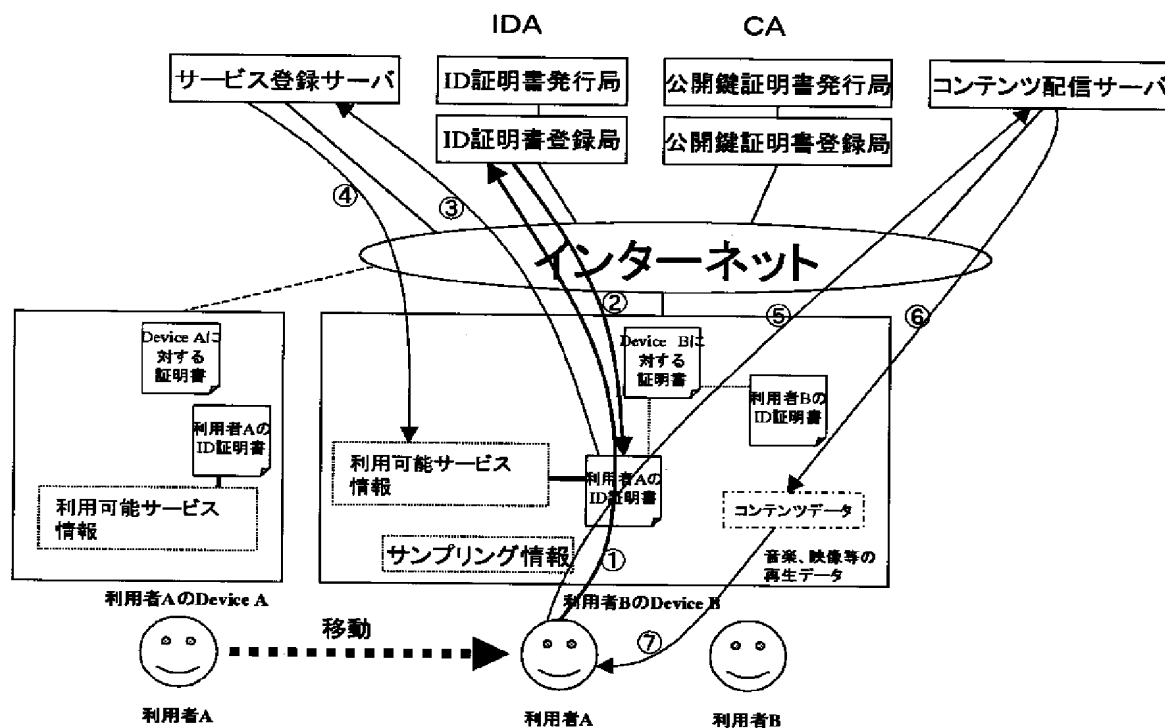 IDA
CA
サービス登録サーバ
ID証明書発行局
公開鍵証明書発行局
コンテンツ配信サーバ
ID証明書登録局
公開鍵証明書登録局
④
③
インターネット
②
⑤
⑥
Device Aに
対する
証明書
Device Bに
対する
証明書
利用者Bの
ID証明書
利用者Aの
ID証明書
利用可能サービス
情報
利用可能サービス
情報
利用者Aの
ID証明書
コンテンツデータ
サンプリング情報
①
音楽、映像等の
再生データ
利用者AのDevice A
利用者BのDevice B
移動
⑦
利用者A
利用者A
利用者B